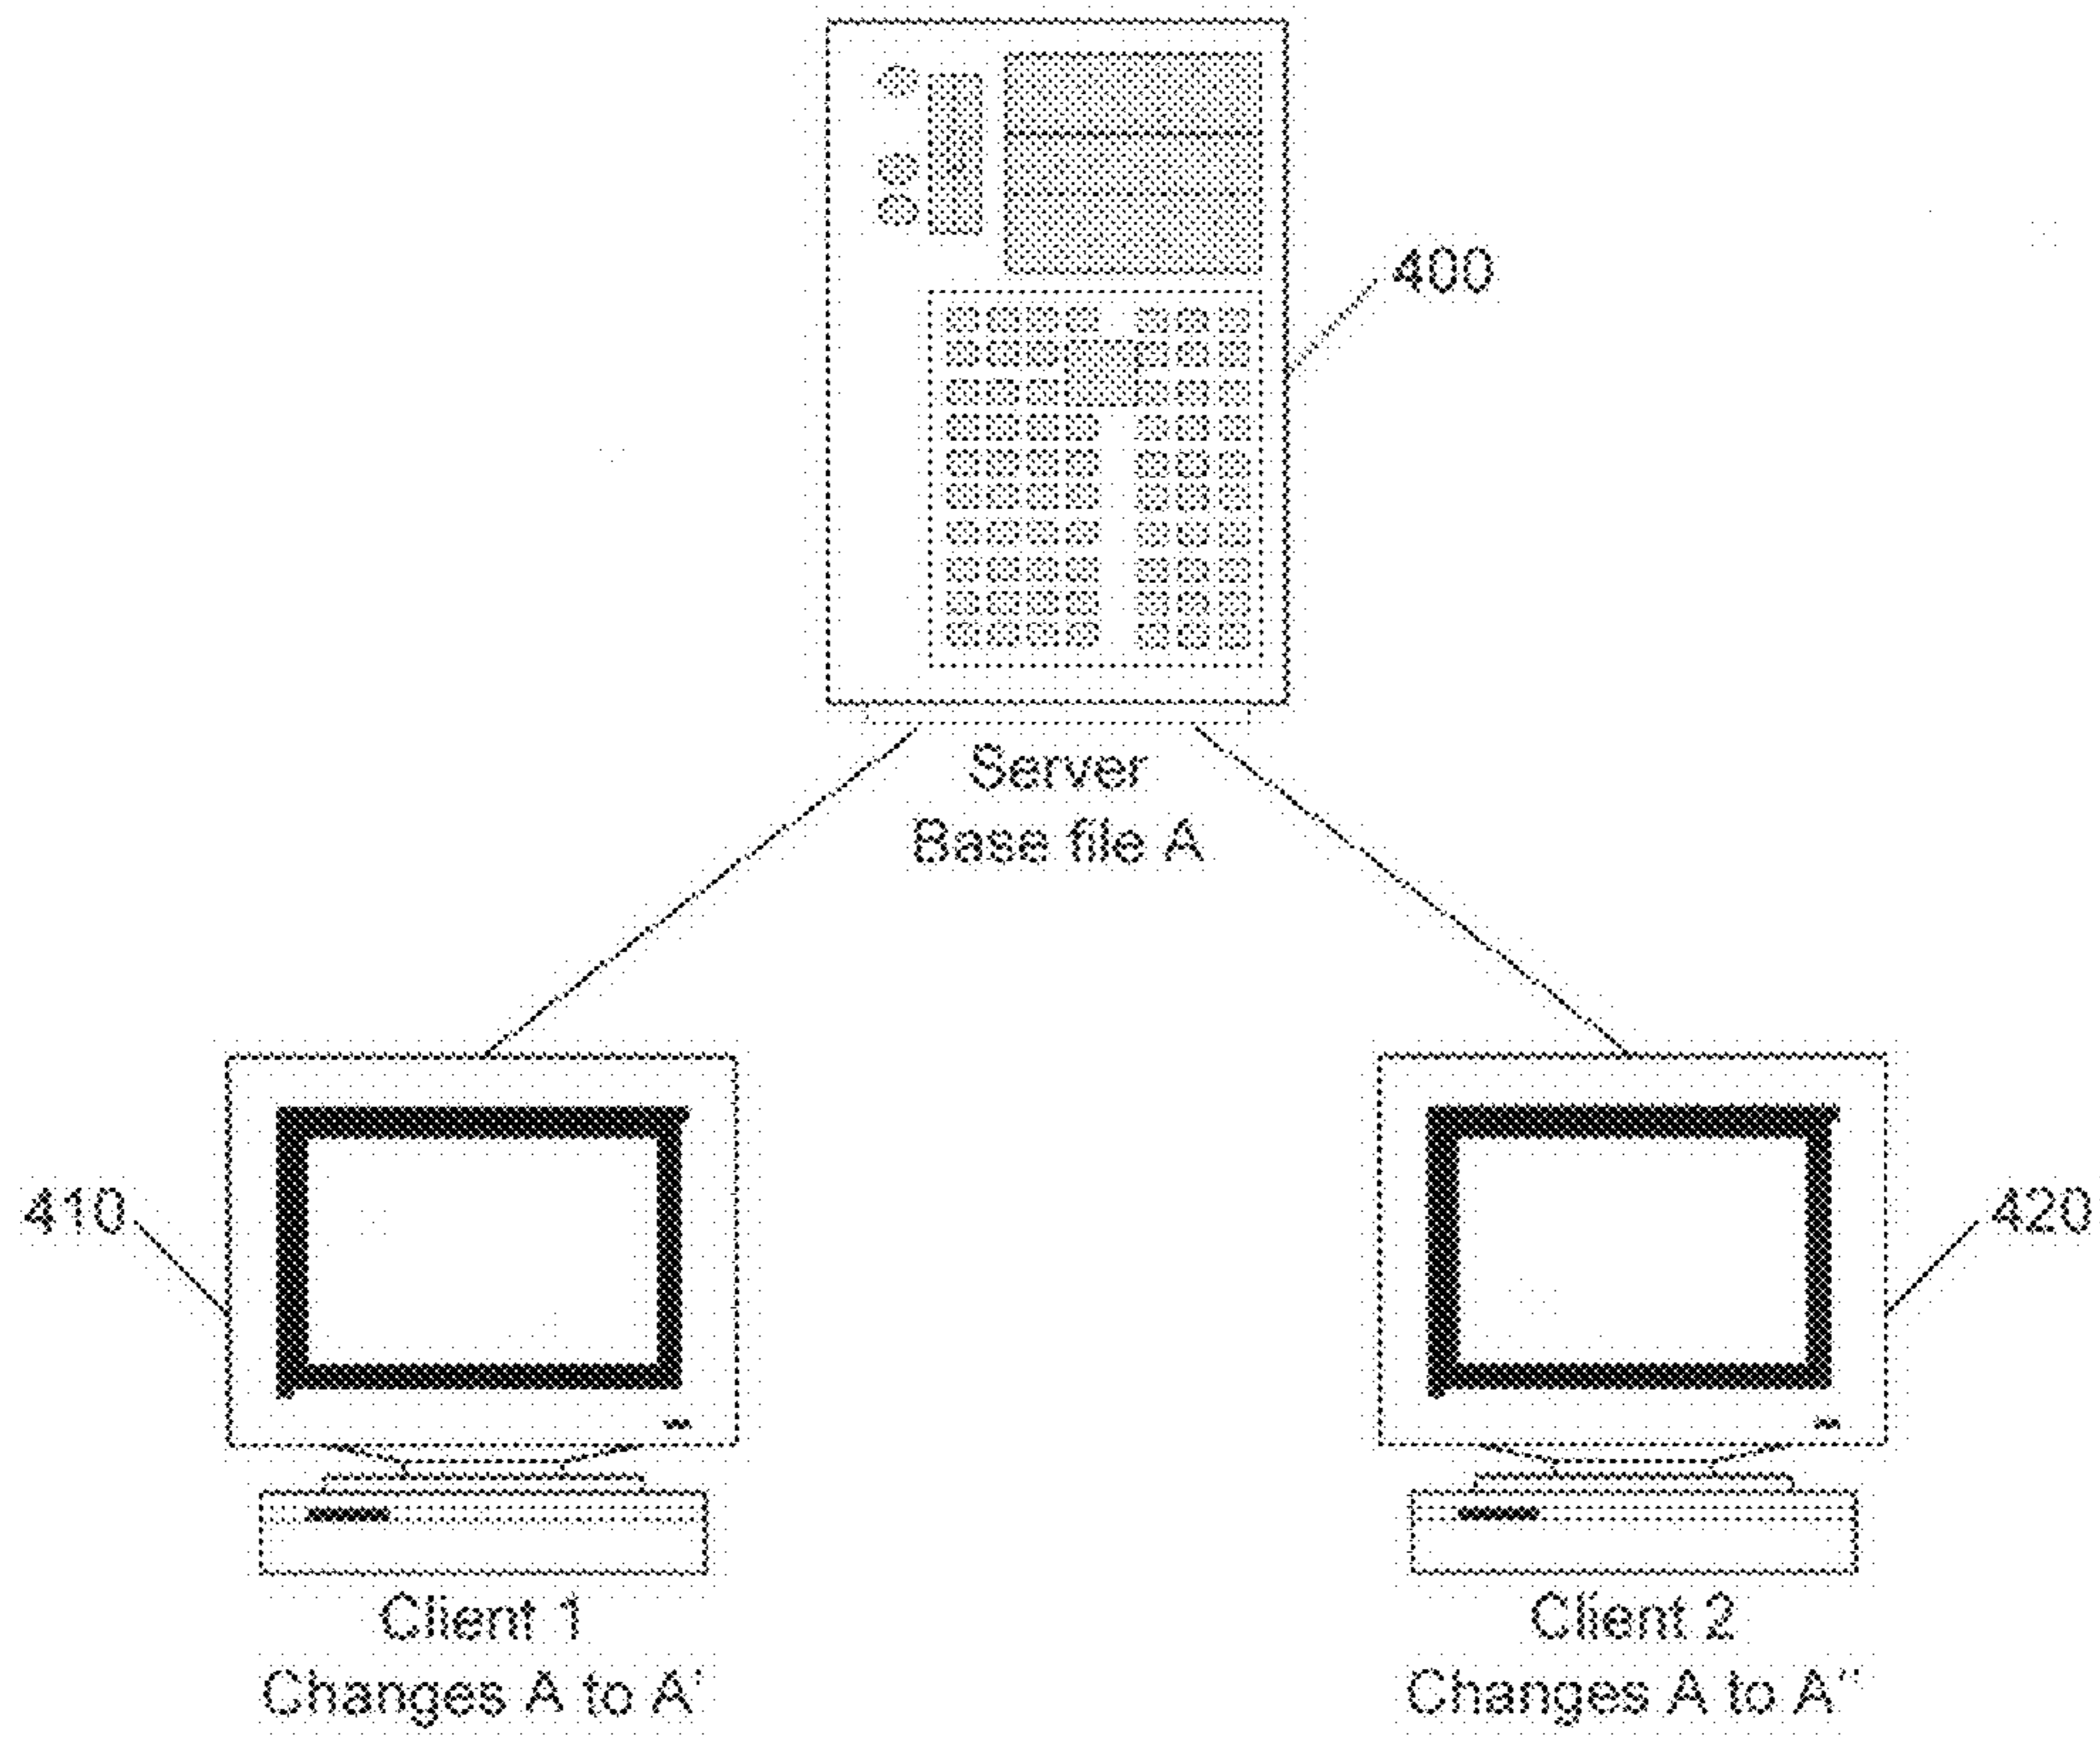 400
Server
Base file A
410
420
Client 1
Changes A to A'
Client 2
Changes A to A''